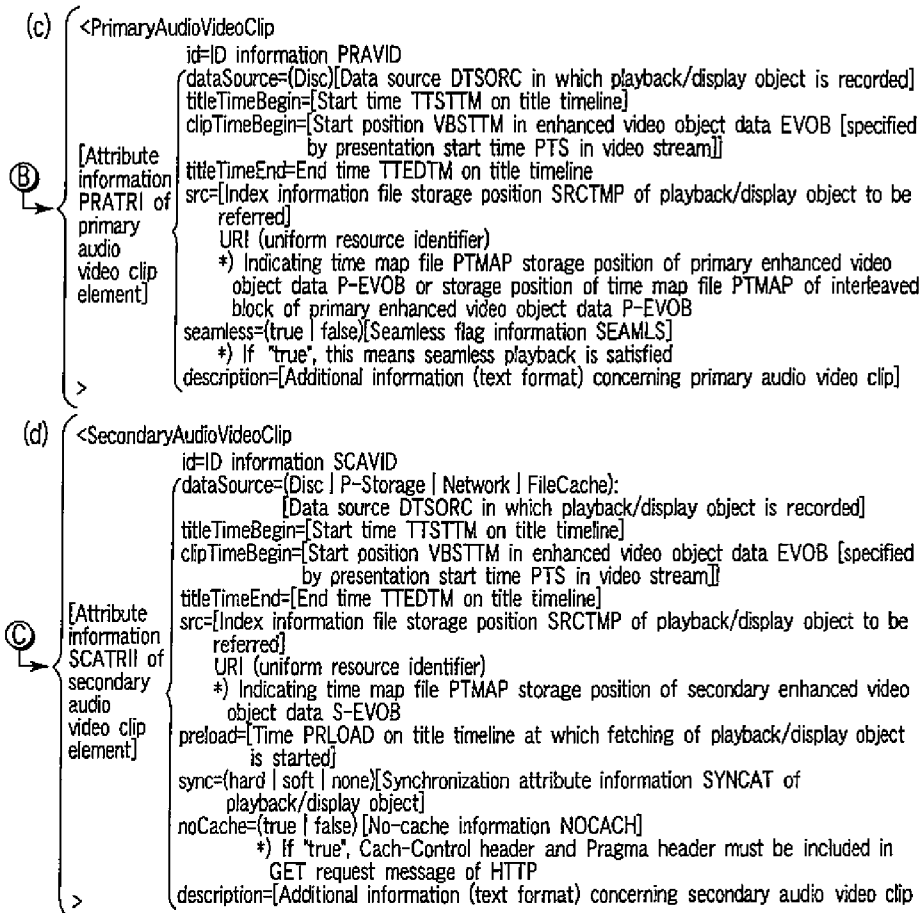 (c)
<PrimaryAudioVideoClip
id=ID information PRAVID
dataSource=(Disc)[Data source DTSORC in which playback/display object is recorded]
titleTimeBegin=[Start time TTSTTM on title timeline]
clipTimeBegin=[Start position VBSTTM in enhanced video object data EVOB [specified
by presentation start time PTS in video stream]]
titleTimeEnd=End time TTEDTM on title timeline
src=[Index information file storage position SRCTMP of playback/display object to be
referred]
URI (uniform resource identifier)
*) Indicating time map file PTMAP storage position of primary enhanced video
object data P-EVOB or storage position of time map file PTMAP of interleaved
block of primary enhanced video object data P-EVOB
seamless=(true | false)[Seamless flag information SEAMLS]
*) If "true", this means seamless playback is satisfied
description=[Additional information (text format) concerning primary audio video clip]
>
B
[Attribute
information
PRATRI of
primary
audio
video clip
element]
(d)
<SecondaryAudioVideoClip
id=ID information SCAVID
dataSource=(Disc | P-Storage | Network | FileCache):
[Data source DTSORC in which playback/display object is recorded]
titleTimeBegin=[Start time TTSTTM on title timeline]
clipTimeBegin=[Start position VBSTTM in enhanced video object data EVOB [specified
by presentation start time PTS in video stream]]
titleTimeEnd=[End time TTEDTM on title timeline]
src=[Index information file storage position SRCTMP of playback/display object to be
referred]
URI (uniform resource identifier)
*) Indicating time map file PTMAP storage position of secondary enhanced video
object data S-EVOB
preload=[Time PRLOAD on title timeline at which fetching of playback/display object
is started]
sync=(hard | soft | none)[Synchronization attribute information SYNCAT of
playback/display object]
noCache=(true | false) [No-cache information NOCACH]
*) If "true", Cach-Control header and Pragma header must be included in
GET request message of HTTP
description=[Additional information (text format) concerning secondary audio video clip
>
C
[Attribute
information
SCATRII of
secondary
audio
video clip
element]